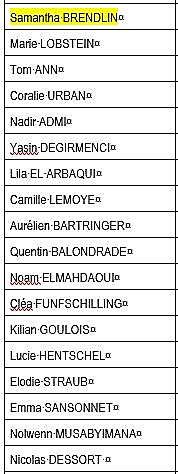 Samantha BRENDLIN
Marie LOBSTEIN
Tom ANN
Coralie URBAN
Nadir ADMI
Yasin DEGIRMENCI
Lila EL-ARBAQUI
Camille LEMOYE
Aurélien BARTRINGER
Quentin BALONDRADE
Noam ELMAHDAOUI
Cléa FUNFSCHILLING
Kilian GOULOIS
Lucie HENTSCHEL
Elodie STRAUB
Emma SANSONNET
Nolwenn MUSABYIMANA
Nicolas DESSORT